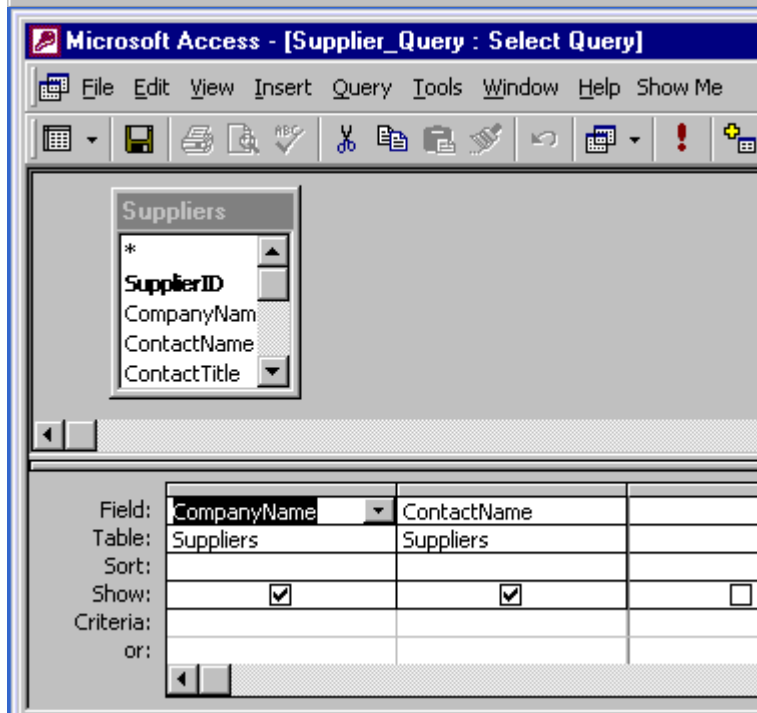 Microsoft Access - [Supplier_Query : Select Query]
File Edit View Insert Query Tools Window Help Show Me
ABC
Suppliers
*
SupplierID
CompanyNam
ContactName
ContactTitle
Field: CompanyName ContactName
Table: Suppliers Suppliers
Sort:
Show:
Criteria:
or: